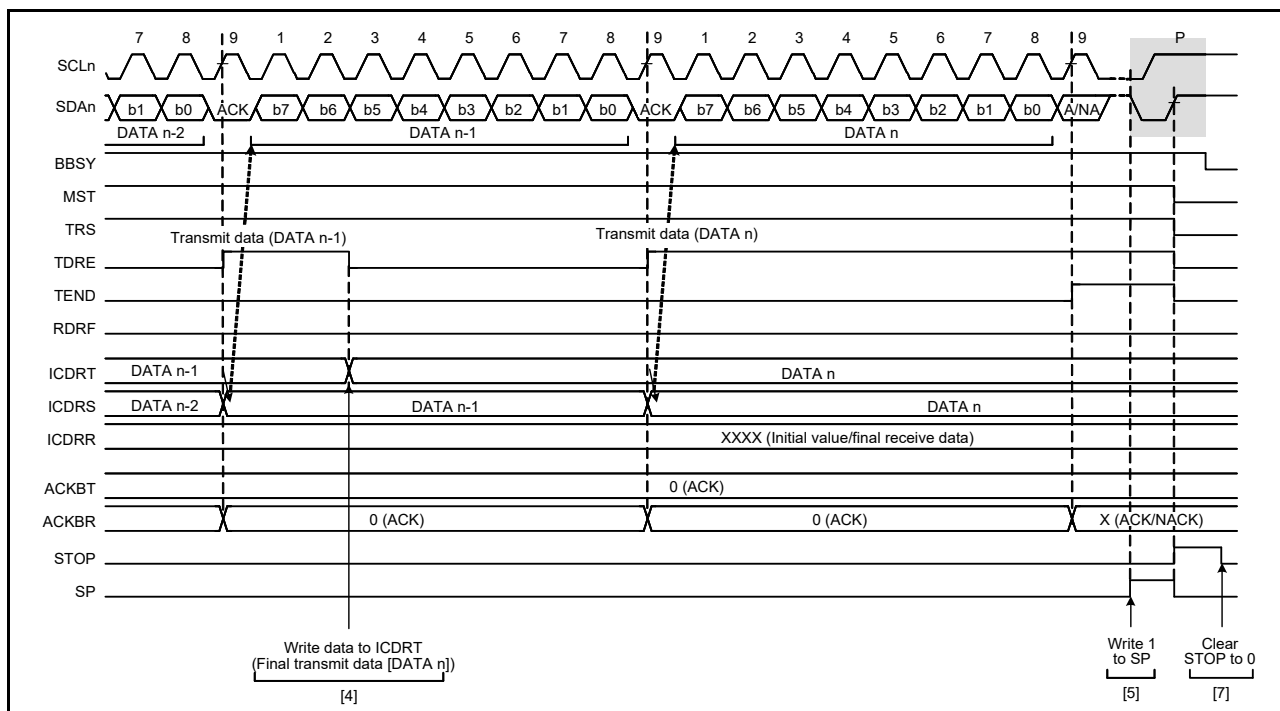 7 8 9 1 2 3 4 5 6 7 8 9 1 2 3 4 5 6 7 8 9 P
SCLn
SDAn b1 b0 ACK b7 b6 b5 b4 b3 b2 b1 b0 ACK b7 b6 b5 b4 b3 b2 b1 b0 A/NA
DATA n-2 DATA n-1 DATA n
BBSY
MST
TRS
Transmit data (DATA n-1) Transmit data (DATA n)
TDRE
TEND
RDRF
ICDRT DATA n-1 DATA n
ICDRS DATA n-2 DATA n-1 DATA n
ICDRR XXXX (Initial value/final receive data)
ACKBT 0 (ACK)
ACKBR 0 (ACK) 0 (ACK) X (ACK/NACK)
STOP
SP
Write data to ICDRT
(Final transmit data [DATA n])
[4]
Write 1
to SP
[5]
Clear
STOP to 0
[7]